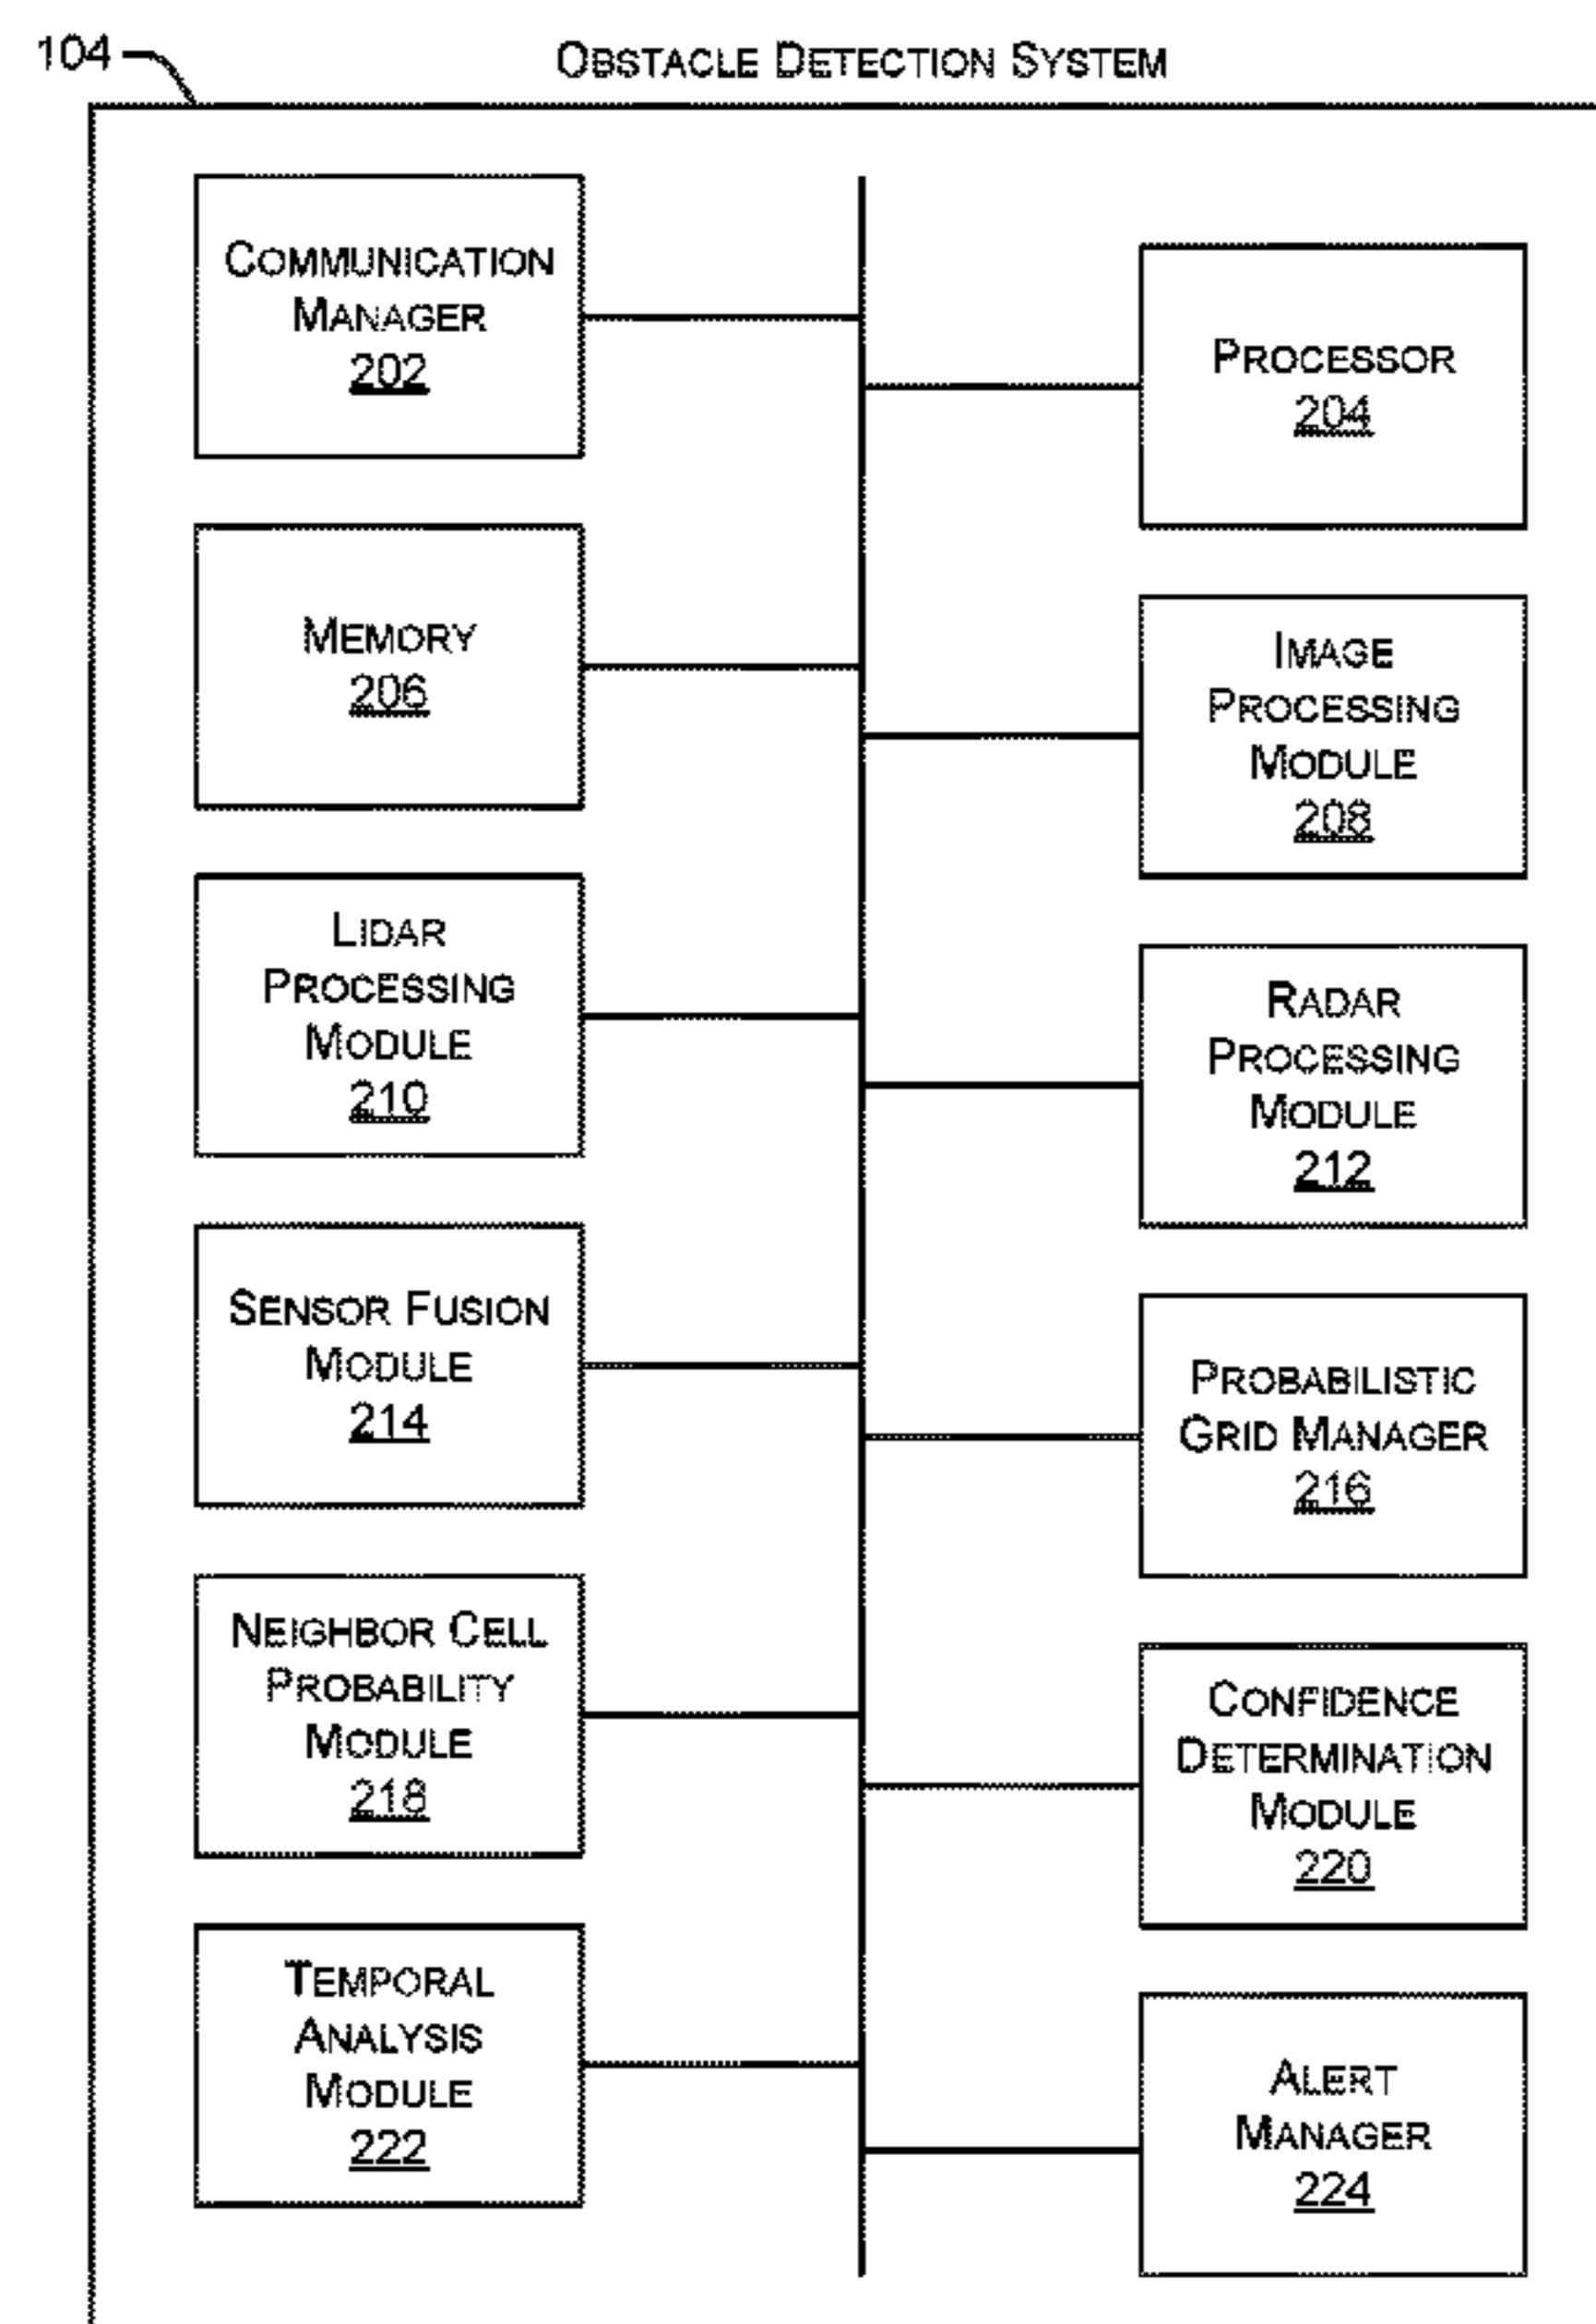 104
OBSTACLE DETECTION SYSTEM
COMMUNICATION
MANAGER
202
PROCESSOR
204
MEMORY
206
IMAGE
PROCESSING
MODULE
208
LIDAR
PROCESSING
MODULE
210
RADAR
PROCESSING
MODULE
212
SENSOR FUSION
MODULE
214
PROBABILISTIC
GRID MANAGER
216
NEIGHBOR CELL
PROBABILITY
MODULE
218
CONFIDENCE
DETERMINATION
MODULE
220
TEMPORAL
ANALYSIS
MODULE
222
ALERT
MANAGER
224